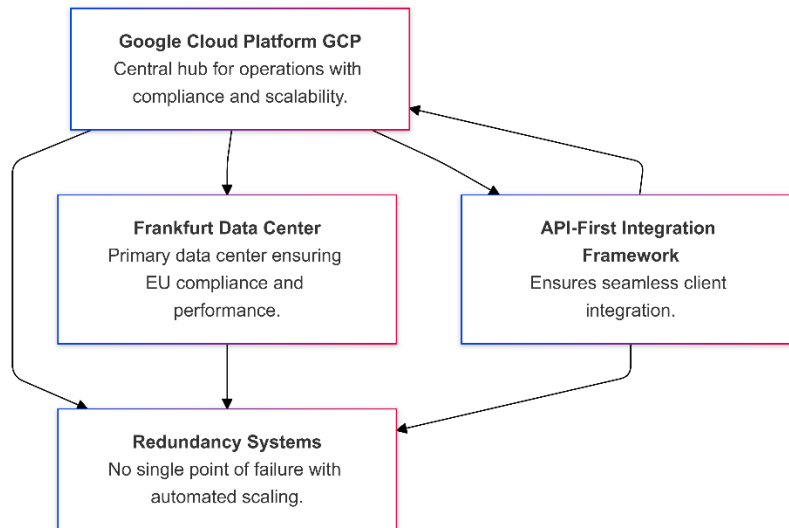 Google Cloud Platform GCP
Central hub for operations with
compliance and scalability.
Frankfurt Data Center
Primary data center ensuring
EU compliance and
performance.
API-First Integration
Framework
Ensures seamless client
integration.
Redundancy Systems
No single point of failure with
automated scaling.